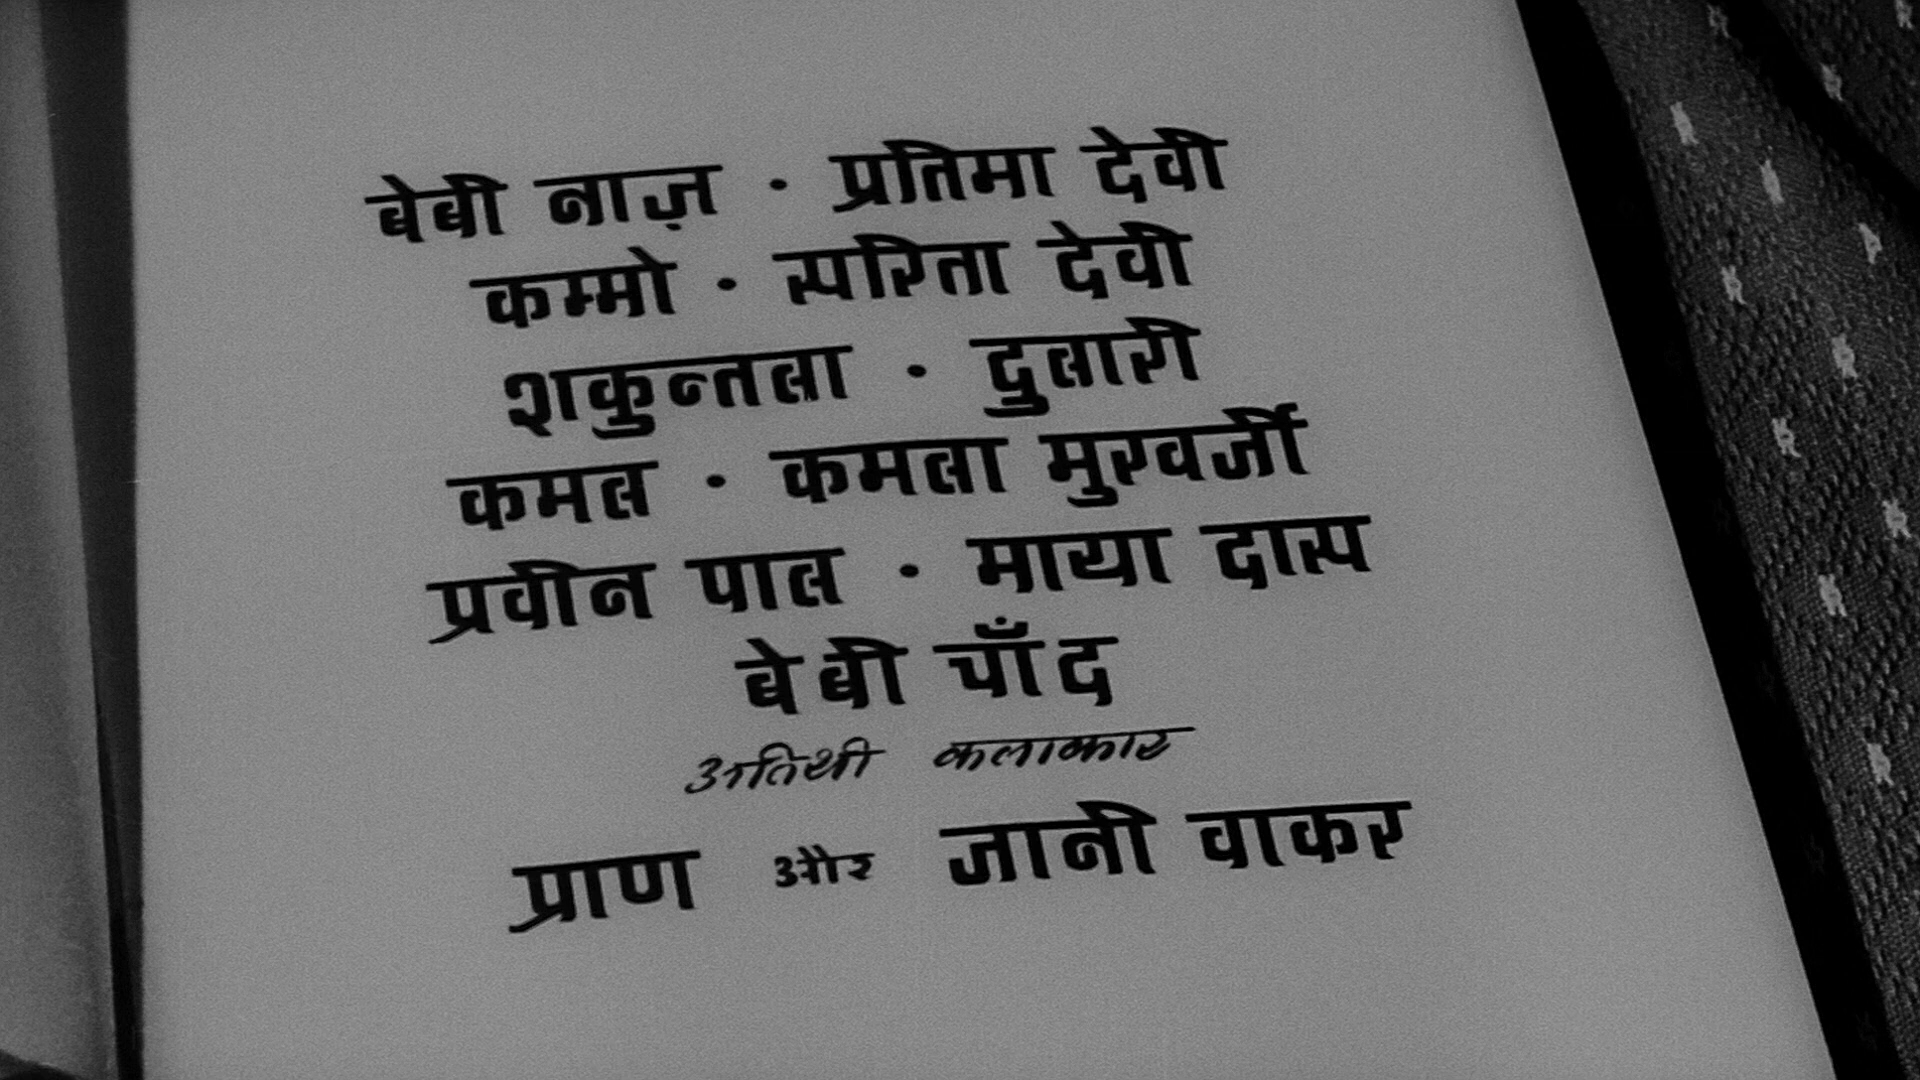 बेबी नाज़ · प्रतिमा देवी
कम्मो · सरिता देवी
शकुन्तला · दुलारी
कमल · कमला मुखर्जी
प्रवीन पाल · माया दास
बेबी चाँद
अतिथी कलाकार
प्राण और जानी वाकर